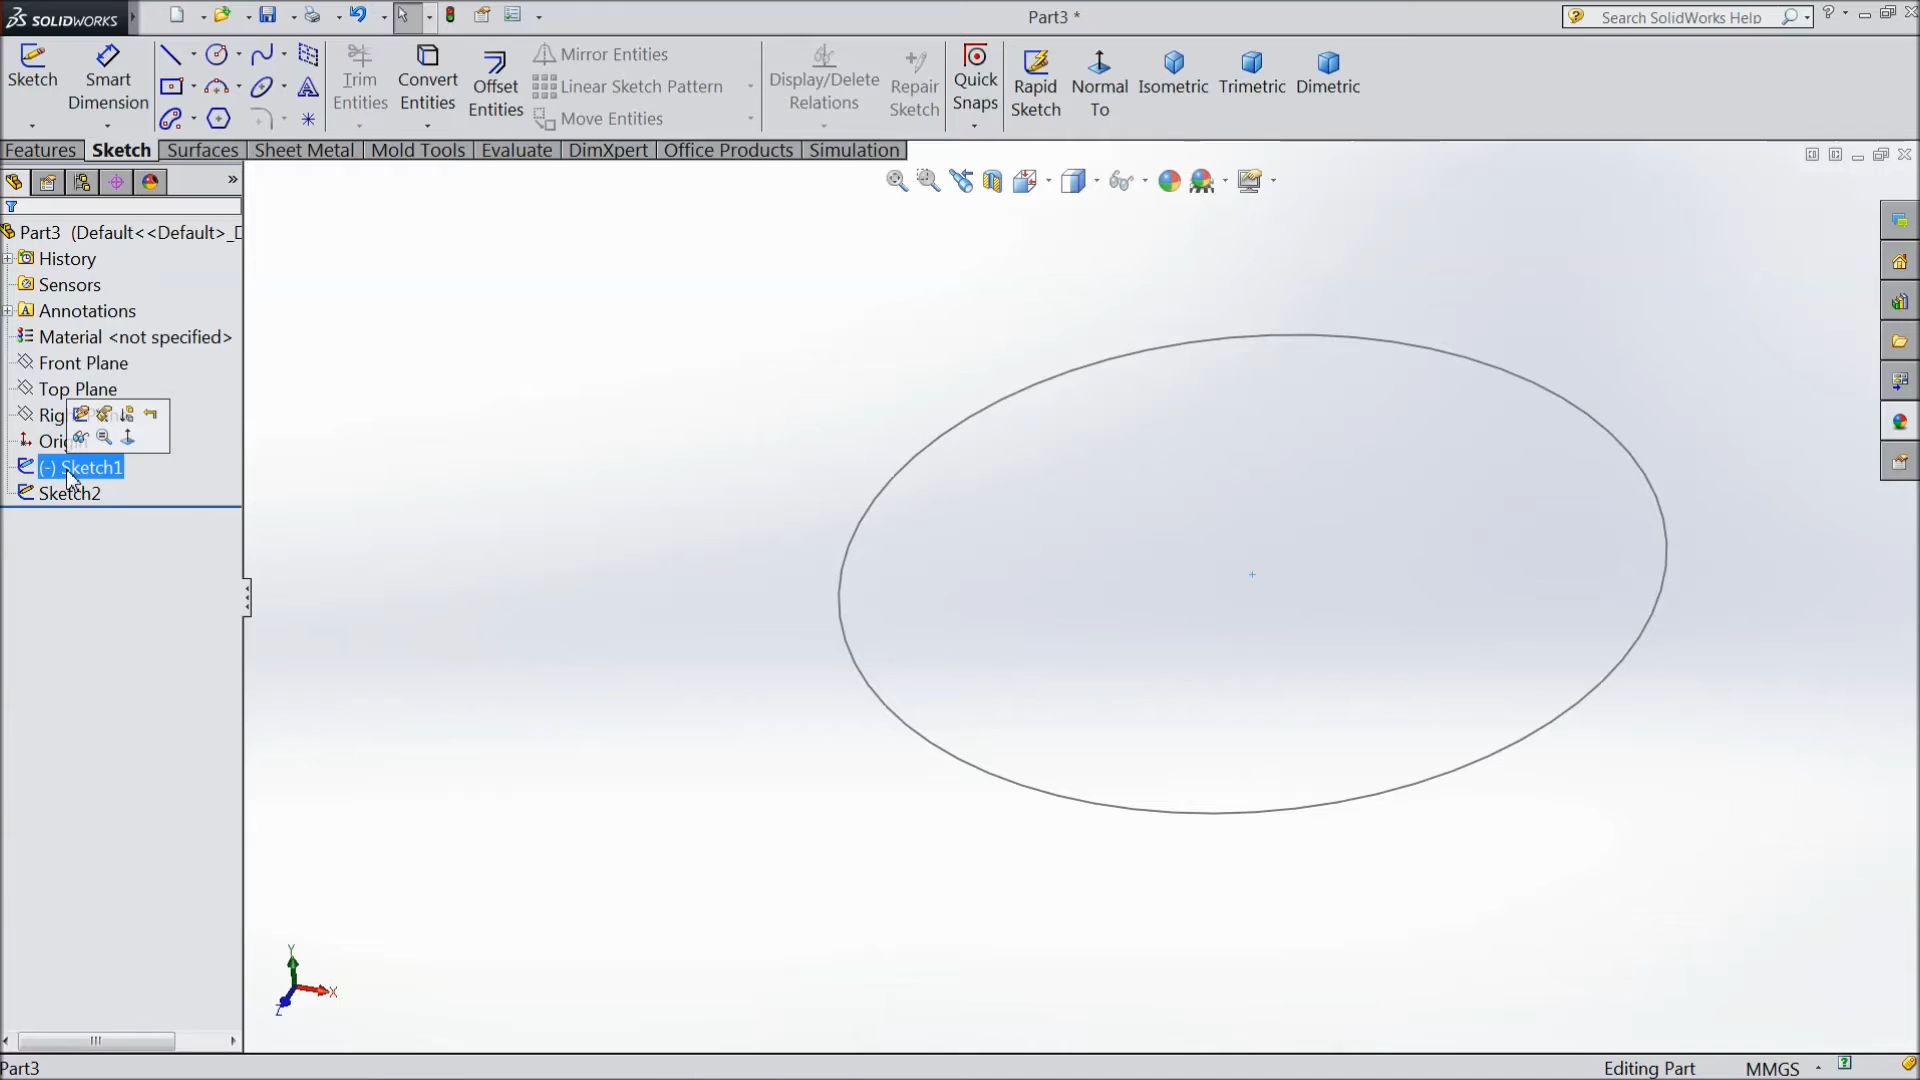 SOLIDWORKS
Part3 *
Search SolidWorks Help
Sketch
Smart Dimension
Trim Entities
Convert Entities
Offset Entities
Mirror Entities
Linear Sketch Pattern
Move Entities
Display/Delete Relations
Repair Sketch
Quick Snaps
Rapid Sketch
Normal To
Isometric
Trimetric
Dimetric
Features
Sketch
Surfaces
Sheet Metal
Mold Tools
Evaluate
DimXpert
Office Products
Simulation
Part3 (Default<<Default>_D
History
Sensors
Annotations
Material <not specified>
Front Plane
Top Plane
Rig
Ori
(-) Sketch1
Sketch2
Y
X
Z
Part3
Editing Part
MMGS